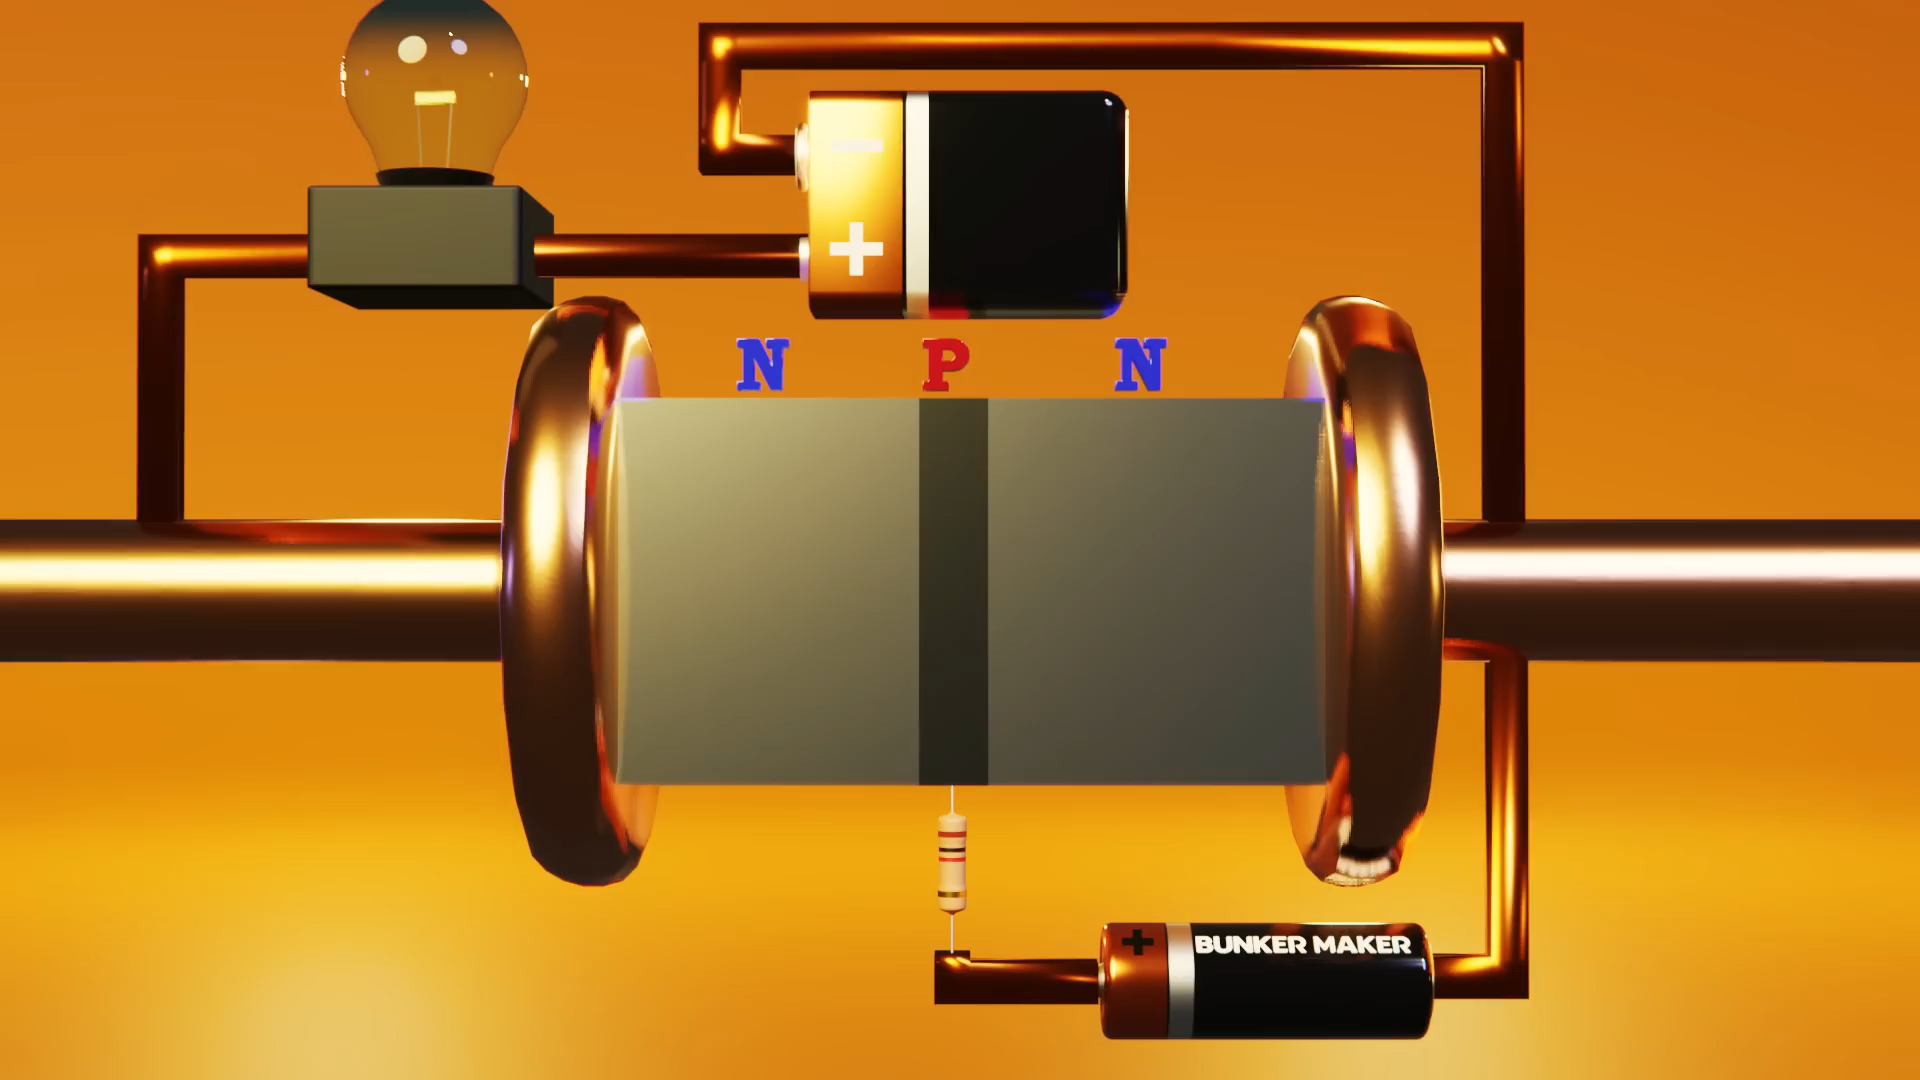 −
+
N P N
+
BUNKER MAKER